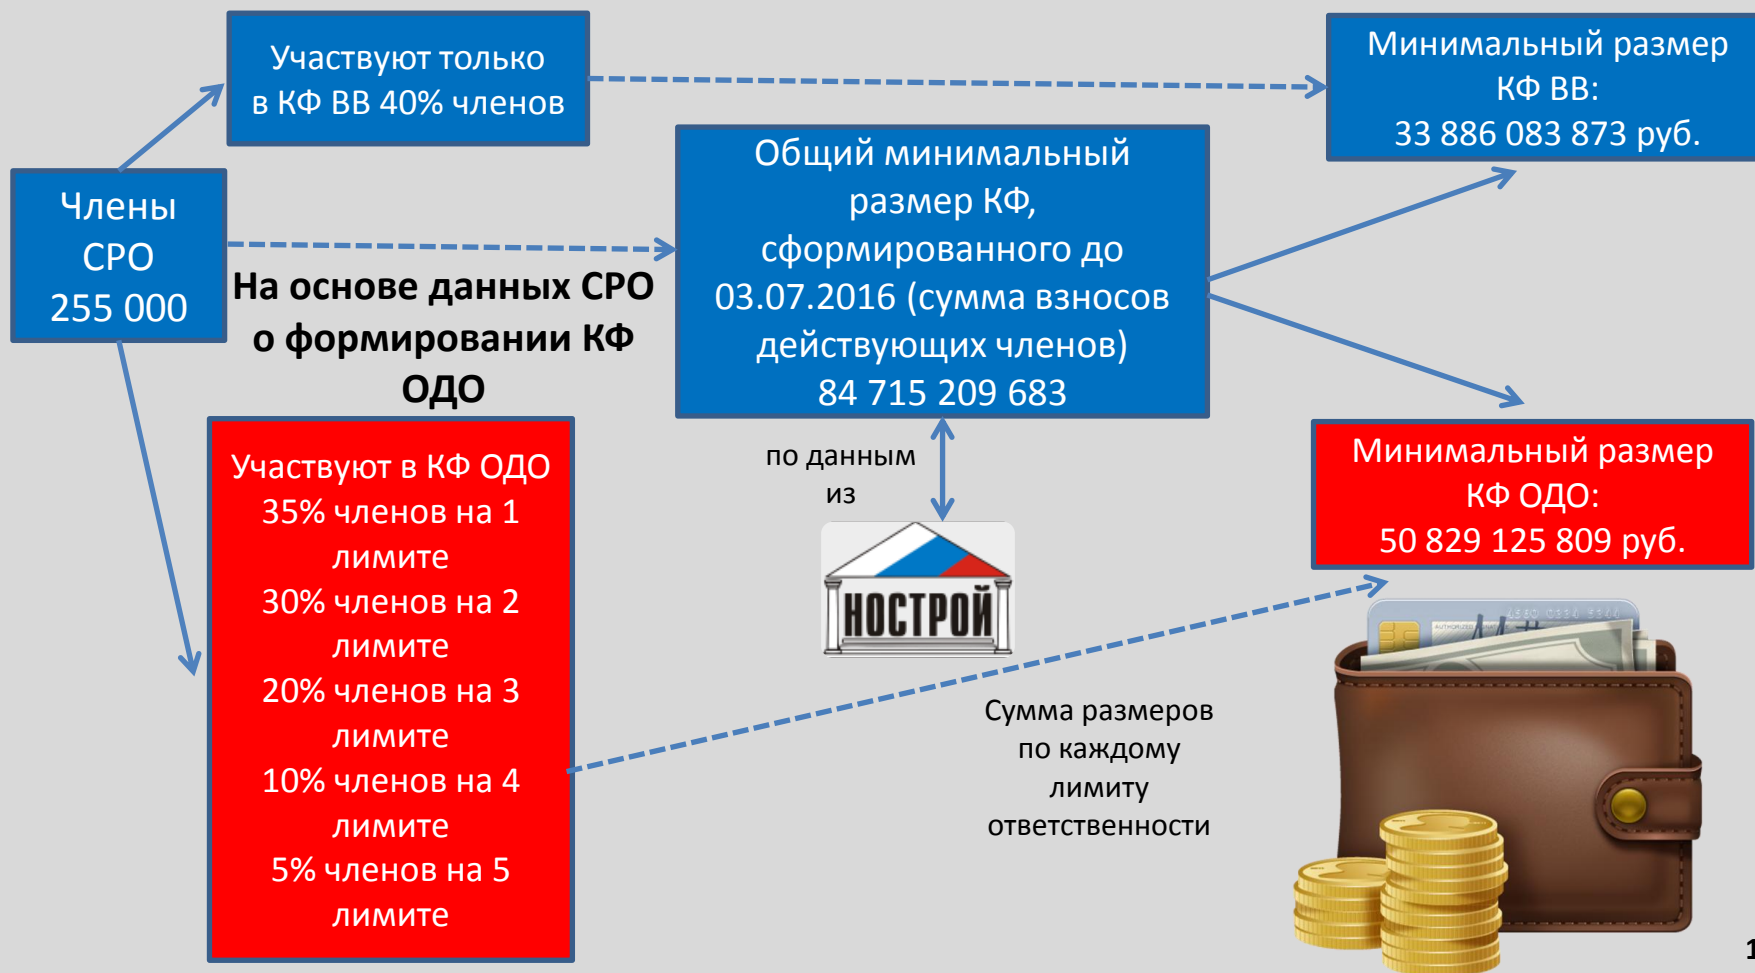 Участвуют только
в КФ ВВ 40% членов
Минимальный размер
КФ ВВ:
33 886 083 873 руб.
Члены
СРО
255 000
Общий минимальный
размер КФ,
сформированного до
03.07.2016 (сумма взносов
действующих членов)
84 715 209 683
На основе данных СРО
о формировании КФ
ОДО
Участвуют в КФ ОДО
35% членов на 1
лимите
30% членов на 2
лимите
20% членов на 3
лимите
10% членов на 4
лимите
5% членов на 5
лимите
по данным
из
НОСТРОЙ
Минимальный размер
КФ ОДО:
50 829 125 809 руб.
Сумма размеров
по каждому
лимиту
ответственности
1